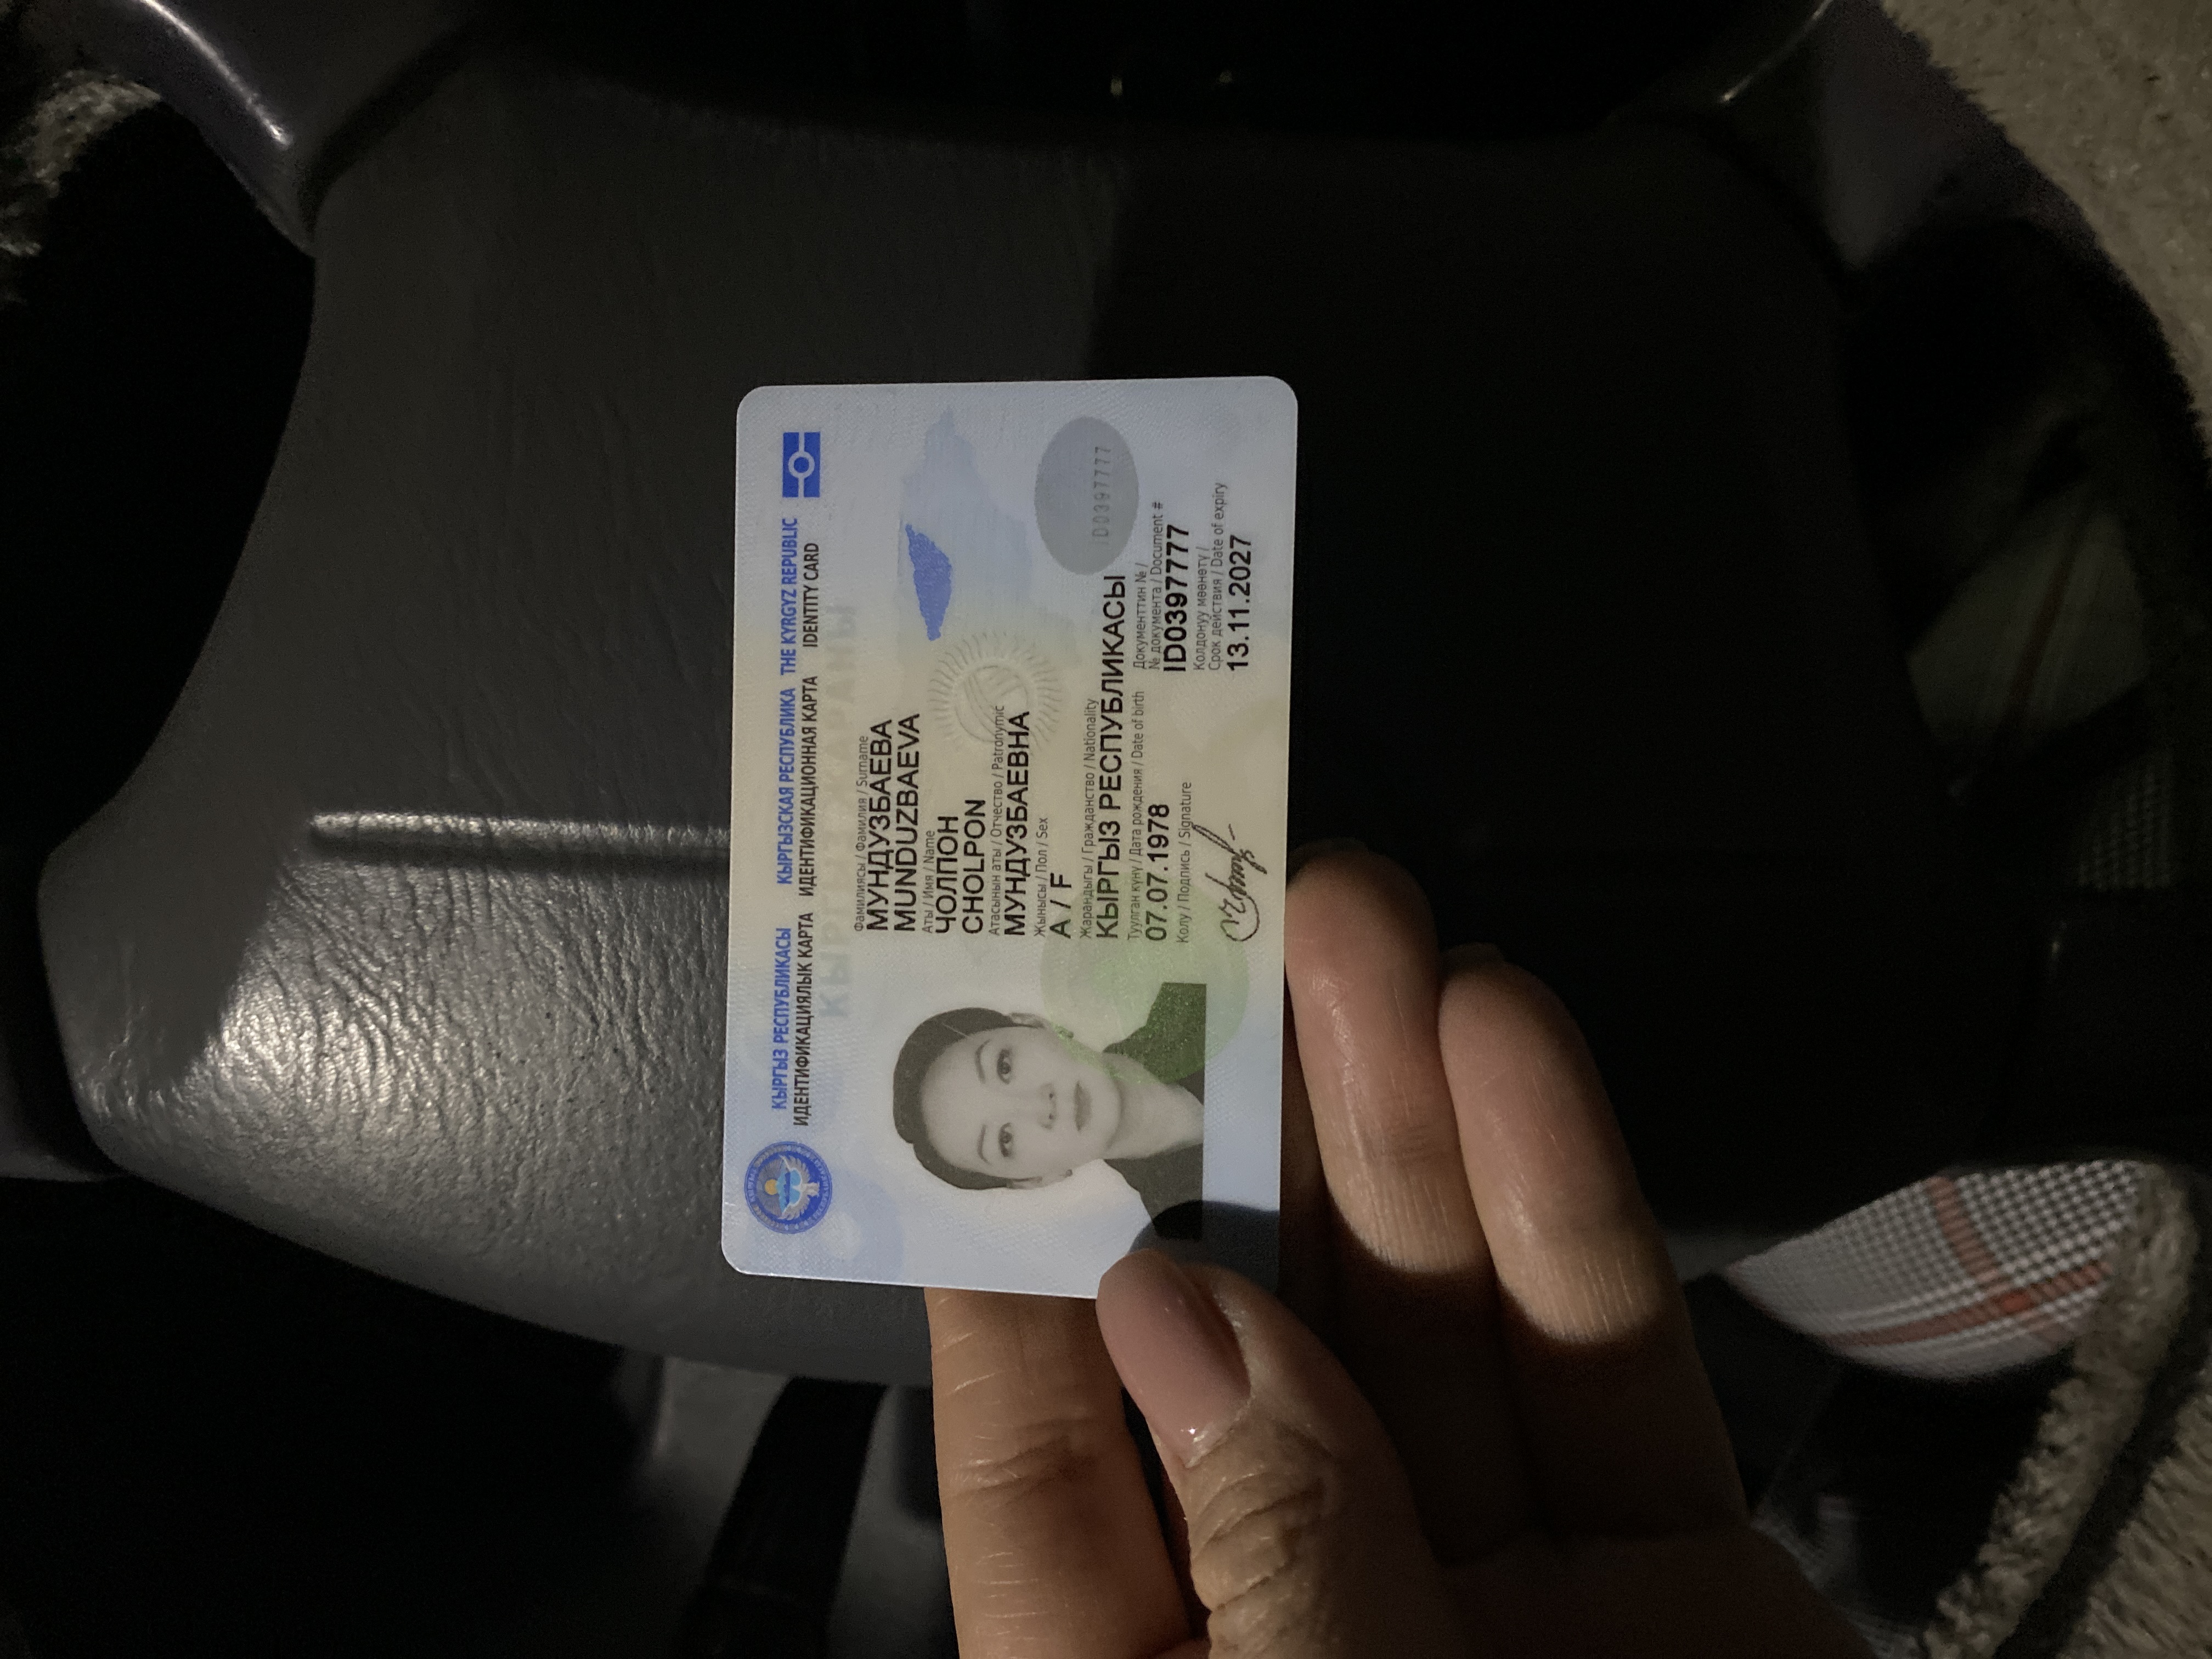 КЫРГЫЗ РЕСПУБЛИКАСЫ КЫРГЫЗСКАЯ РЕСПУБЛИКА THE KYRGYZ REPUBLIC
ИДЕНТИФИКАЦИЯЛЫК КАРТА ИДЕНТИФИКАЦИОННАЯ КАРТА IDENTITY CARD
КЫРГЫЗ ЖАРАНЫ
Фамилиясы / Фамилия / Surname
МУНДУЗБАЕВА
MUNDUZBAEVA
Аты / Имя / Name
ЧОЛПОН
CHOLPON
Атасынын аты / Отчество / Patronymic
МУНДУЗБАЕВНА
Жынысы / Пол / Sex
А / F
Жарандыгы / Гражданство / Nationality
КЫРГЫЗ РЕСПУБЛИКАСЫ
ID0397777
Туулган күнү / Дата рождения / Date of birth
07.07.1978
Колу / Подпись / Signature
Документтин № /
№ документа / Document #
ID0397777
Колдонуу мөөнөтү /
Срок действия / Date of expiry
13.11.2027